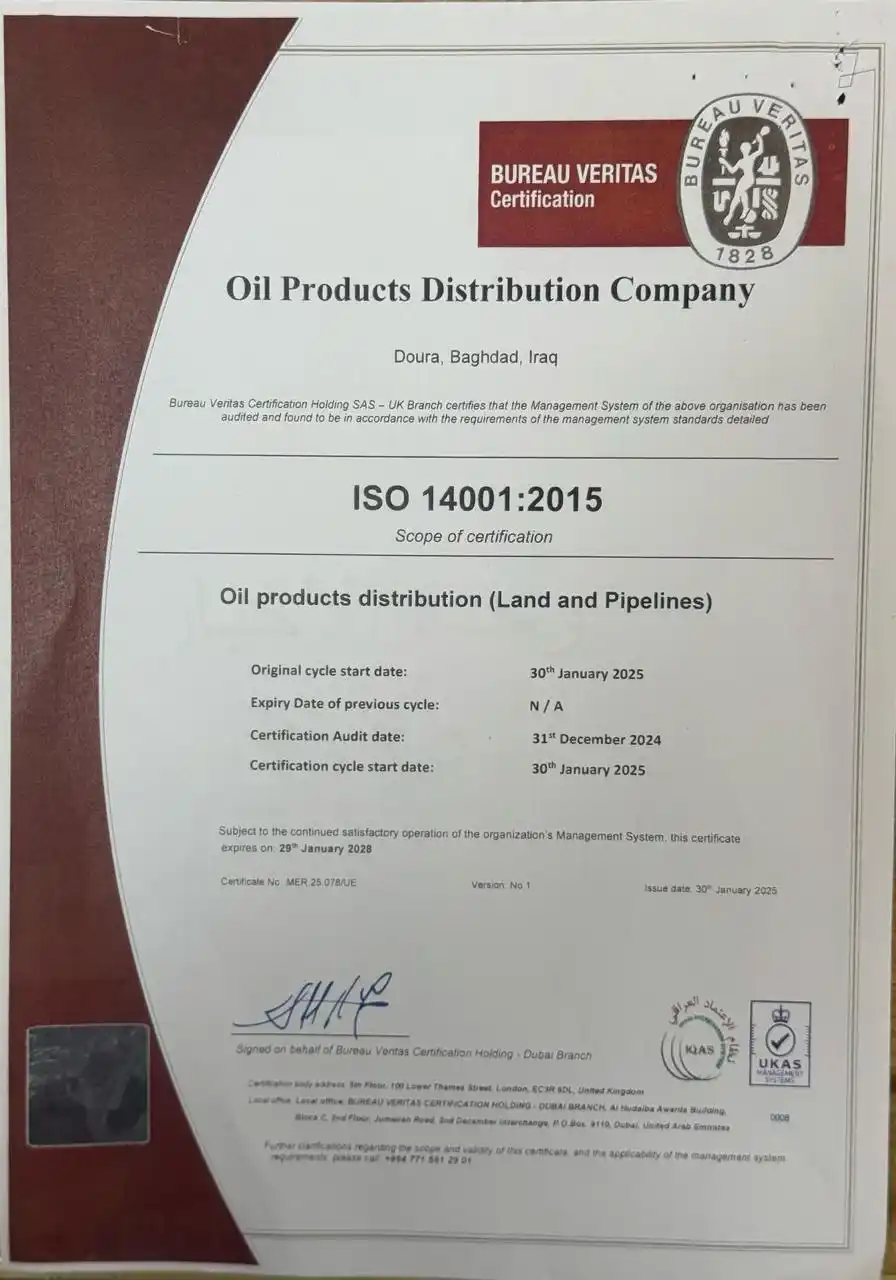 BUREAU VERITAS
Certification
BUREAU VERITAS
1828
Oil Products Distribution Company
Doura, Baghdad, Iraq
Bureau Veritas Certification Holding SAS – UK Branch certifies that the Management System of the above organisation has been
audited and found to be in accordance with the requirements of the management system standards detailed
ISO 14001:2015
Scope of certification
Oil products distribution (Land and Pipelines)
Original cycle start date: 30th January 2025
Expiry Date of previous cycle: N / A
Certification Audit date: 31st December 2024
Certification cycle start date: 30th January 2025
Subject to the continued satisfactory operation of the organization's Management System, this certificate
expires on: 29th January 2028
Certificate No. MER.25.078/UE Version: No.1 Issue date: 30th January 2025
Signed on behalf of Bureau Veritas Certification Holding - Dubai Branch
نظام الاعتماد العراقي
IQAS
UKAS
MANAGEMENT
SYSTEMS
0008
Certification body address: 5th Floor, 100 Lower Thames Street, London, EC3R 6DL, United Kingdom
Local office: Local office: BUREAU VERITAS CERTIFICATION HOLDING - DUBAI BRANCH, Al Hudaiba Awards Building,
Block C, 2nd Floor, Jumeirah Road, 2nd December Interchange, P.O.Box. 9110, Dubai, United Arab Emirates
Further clarifications regarding the scope and validity of this certificate, and the applicability of the management system
requirements, please call: +964 771 561 29 01